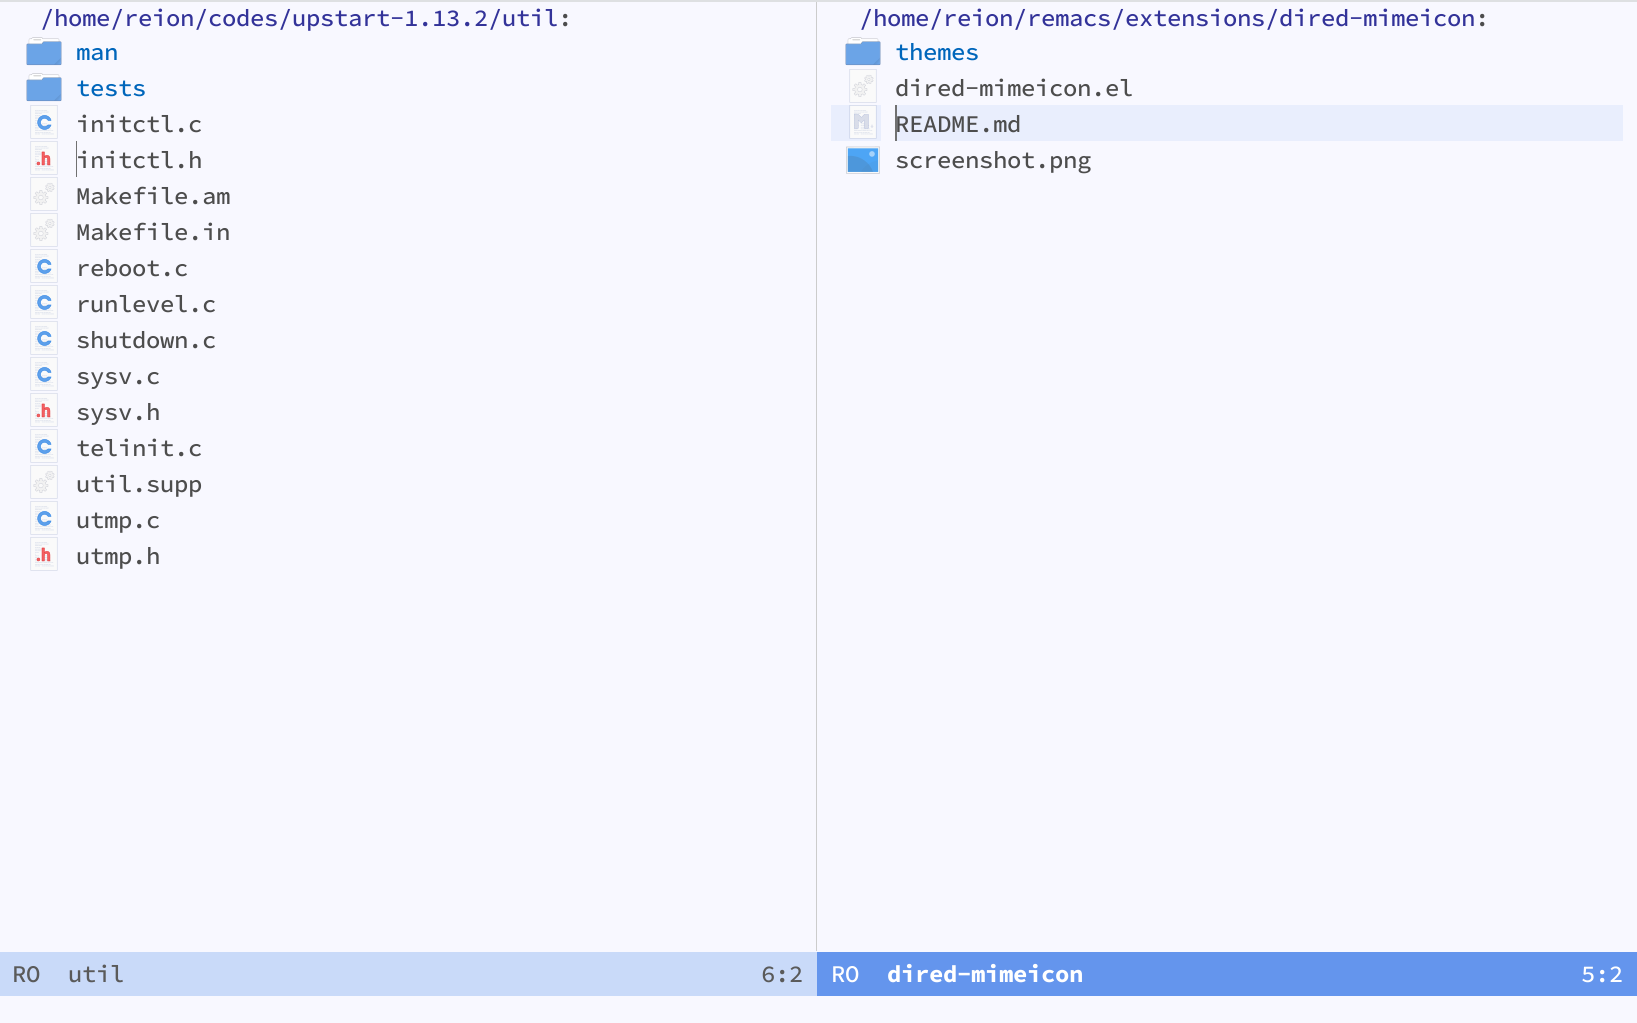 /home/reion/codes/upstart-1.13.2/util:
man
tests
C initctl.c
.h initctl.h
Makefile.am
Makefile.in
C reboot.c
C runlevel.c
C shutdown.c
C sysv.c
.h sysv.h
C telinit.c
util.supp
C utmp.c
.h utmp.h
RO util 6:2
/home/reion/remacs/extensions/dired-mimeicon:
themes
dired-mimeicon.el
M README.md
screenshot.png
RO dired-mimeicon 5:2